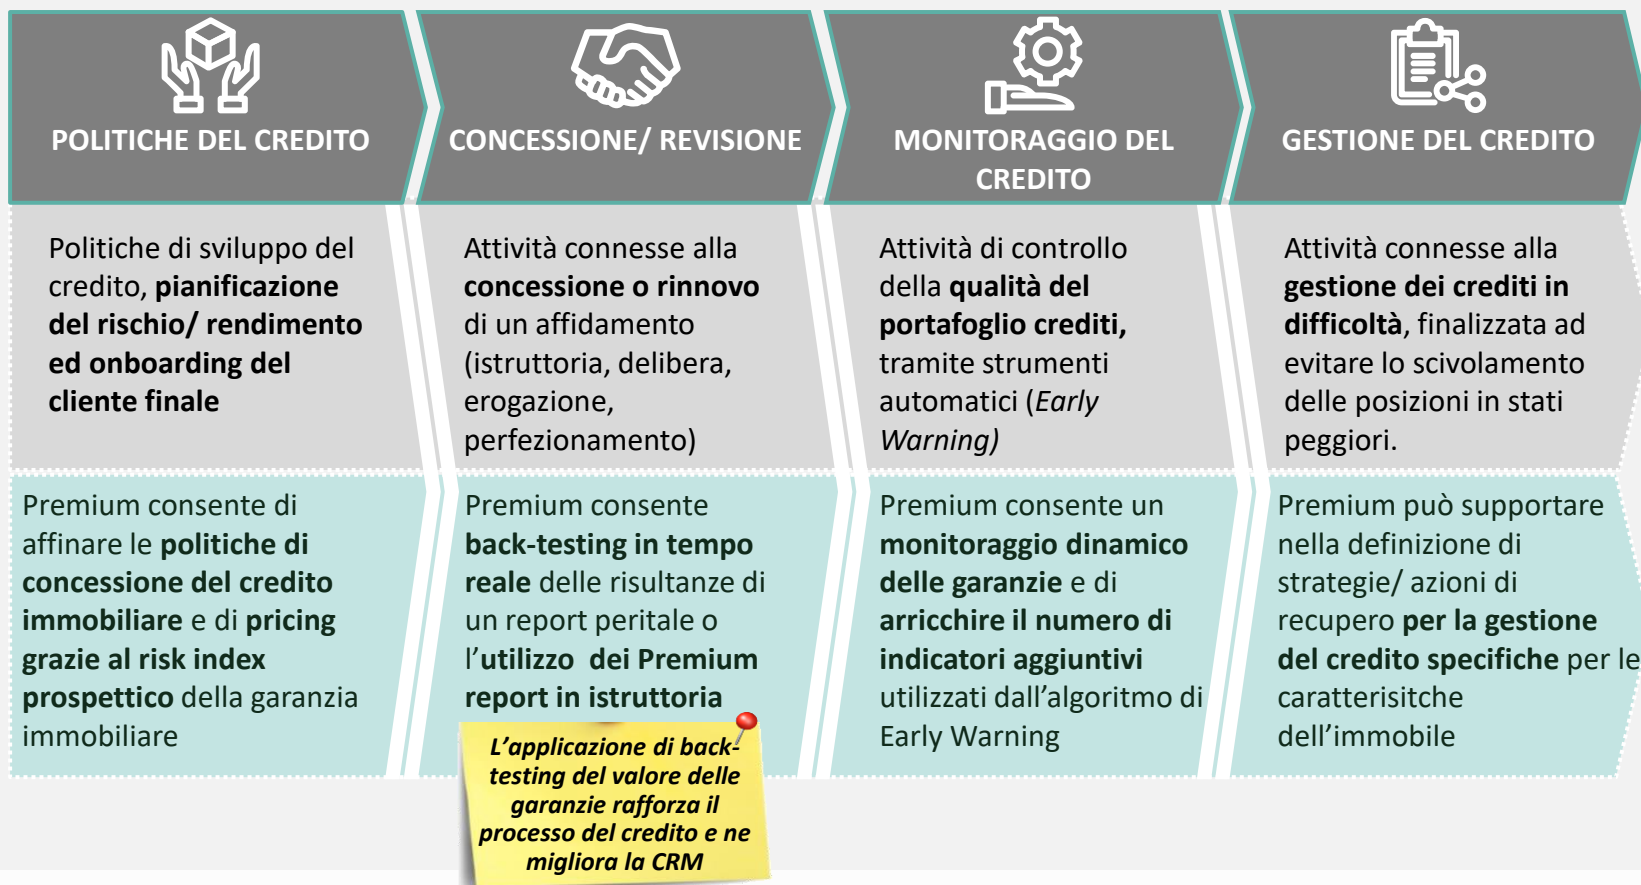 POLITICHE DEL CREDITO
CONCESSIONE/ REVISIONE
MONITORAGGIO DEL
CREDITO
GESTIONE DEL CREDITO
Politiche di sviluppo del
credito, pianificazione
del rischio/ rendimento
ed onboarding del
cliente finale
Attività connesse alla
concessione o rinnovo
di un affidamento
(istruttoria, delibera,
erogazione,
perfezionamento)
Attività di controllo
della qualità del
portafoglio crediti,
tramite strumenti
automatici (Early
Warning)
Attività connesse alla
gestione dei crediti in
difficoltà, finalizzata ad
evitare lo scivolamento
delle posizioni in stati
peggiori.
Premium consente di
affinare le politiche di
concessione del credito
immobiliare e di pricing
grazie al risk index
prospettico della garanzia
immobiliare
Premium consente
back-testing in tempo
reale delle risultanze di
un report peritale o
l'utilizzo dei Premium
report in istruttoria
L'applicazione di back-
testing del valore delle
garanzie rafforza il
processo del credito e ne
migliora la CRM
Premium consente un
monitoraggio dinamico
delle garanzie e di
arricchire il numero di
indicatori aggiuntivi
utilizzati dall'algoritmo di
Early Warning
Premium può supportare
nella definizione di
strategie/ azioni di
recupero per la gestione
del credito specifiche per le
caratterisitche
dell'immobile